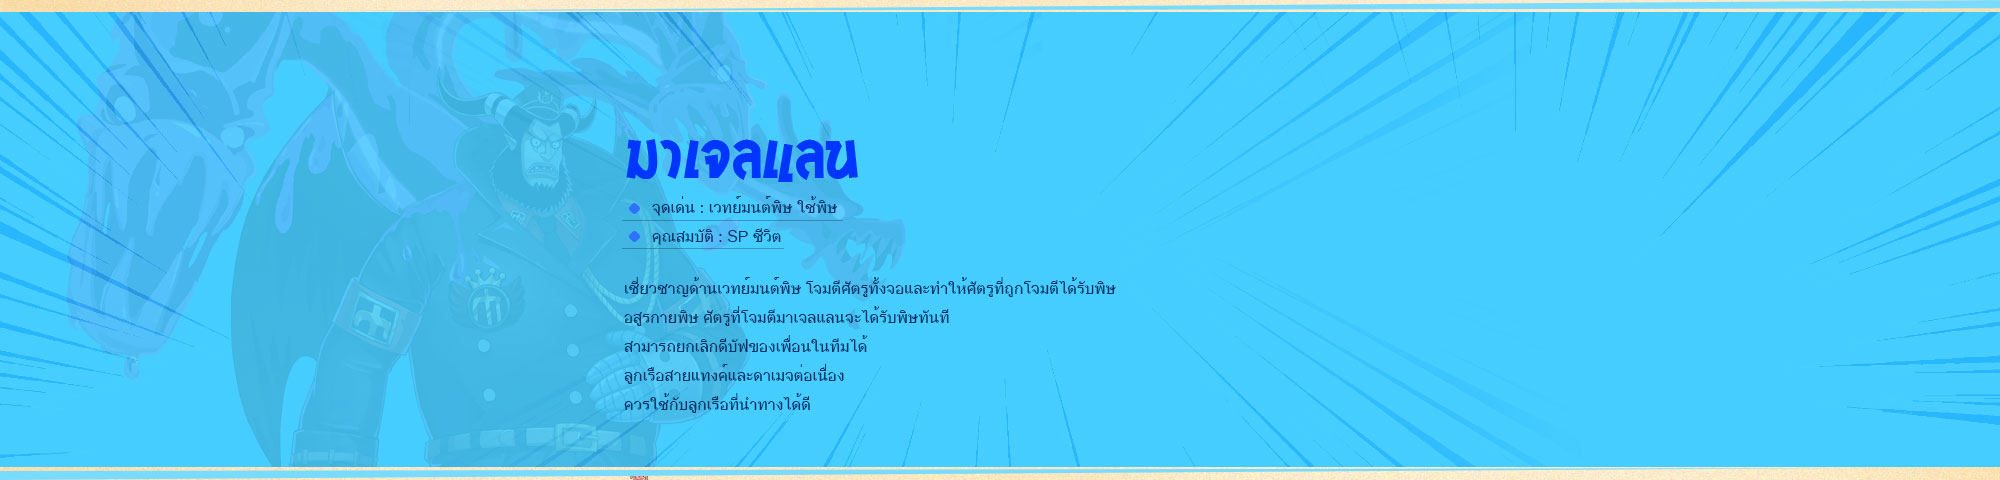 มาเจลแลน
จุดเด่น : เวทย์มนต์พิษ ใช้พิษ
คุณสมบัติ : SP ชีวิต
เชี่ยวชาญด้านเวทย์มนต์พิษ โจมตีศัตรูทั้งจอและทำให้ศัตรูที่ถูกโจมตีได้รับพิษ
อสูรกายพิษ ศัตรูที่โจมตีมาเจลแลนจะได้รับพิษทันที
สามารถยกเลิกดีบัฟของเพื่อนในทีมได้
ลูกเรือสายแทงค์และดาเมจต่อเนื่อง
ควรใช้กับลูกเรือที่นำทางได้ดี